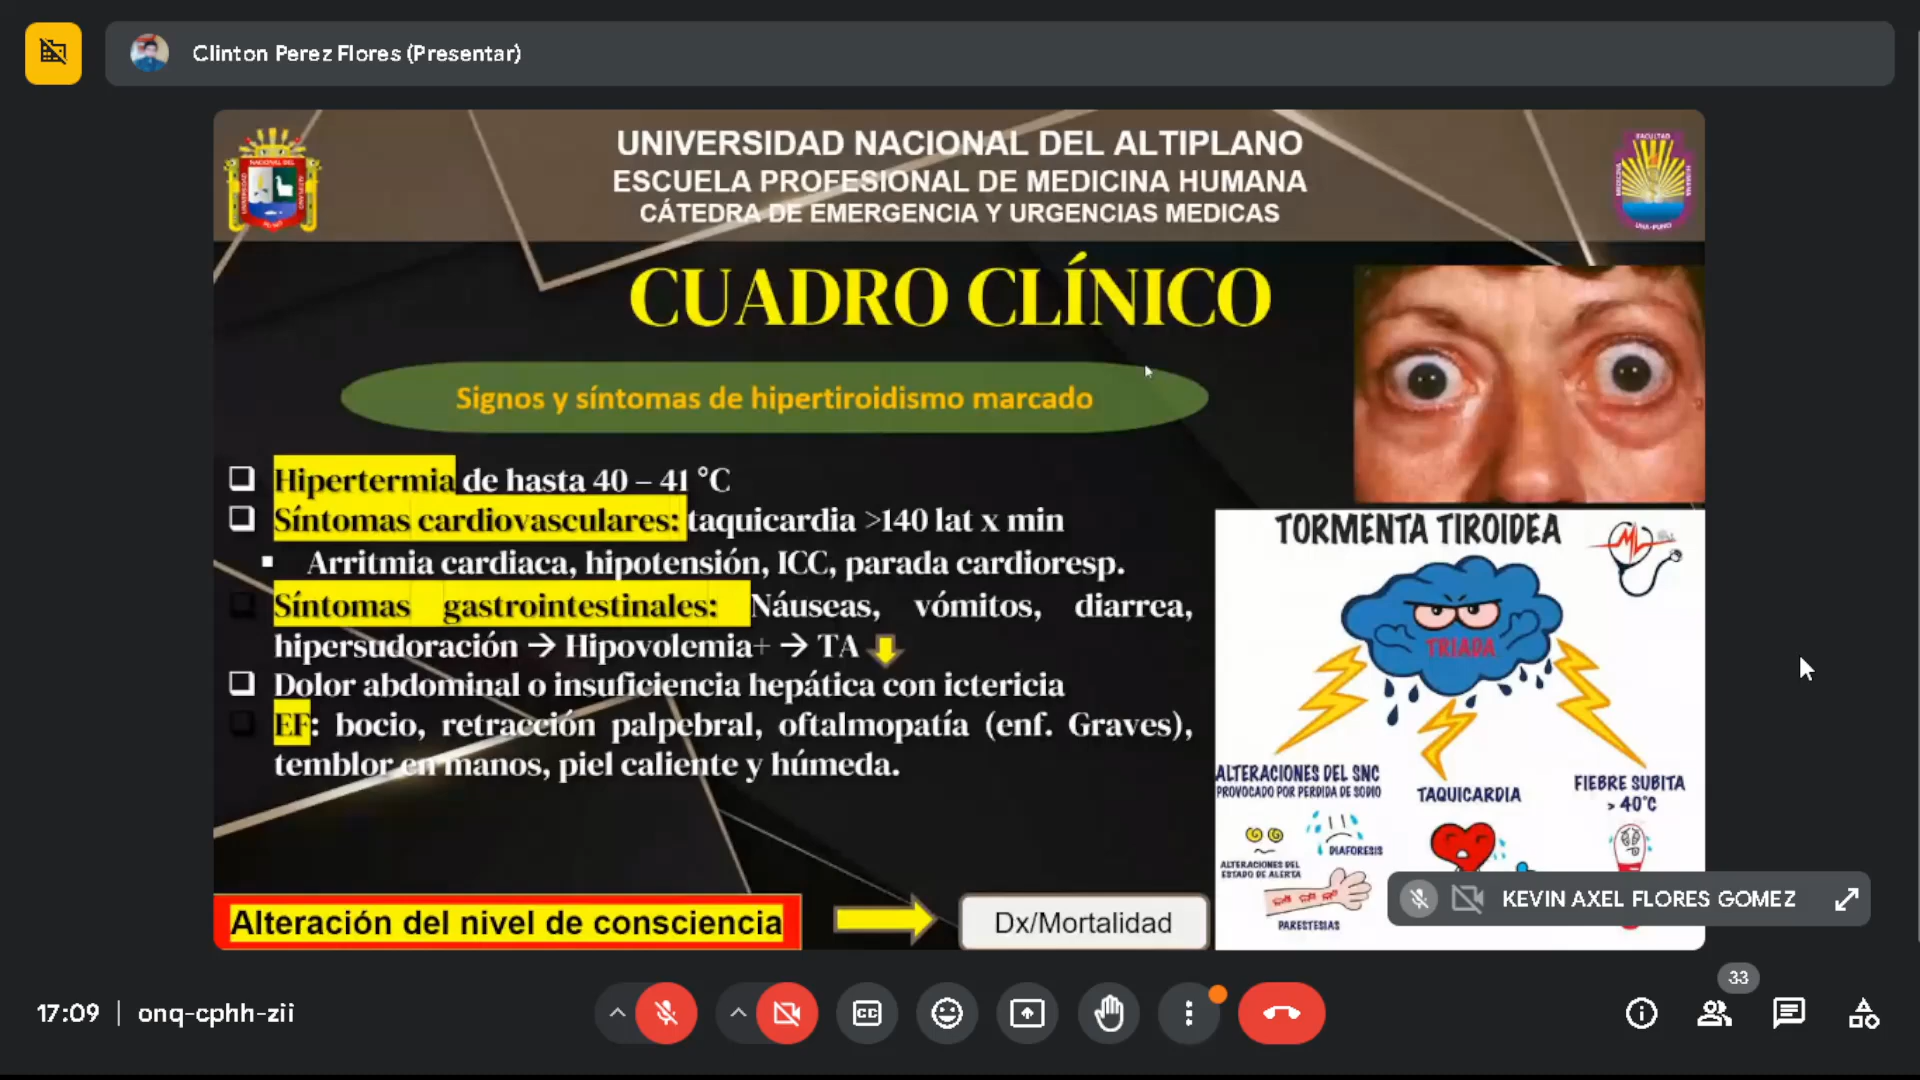 Clinton Perez Flores (Presentar)
UNIVERSIDAD NACIONAL DEL ALTIPLANO
ESCUELA PROFESIONAL DE MEDICINA HUMANA
CÁTEDRA DE EMERGENCIA Y URGENCIAS MEDICAS
CUADRO CLÍNICO
Signos y síntomas de hipertiroidismo marcado
Hipertermia de hasta 40 – 41 °C
Síntomas cardiovasculares: taquicardia >140 lat x min
Arritmia cardiaca, hipotensión, ICC, parada cardioresp.
Síntomas gastrointestinales: Náuseas, vómitos, diarrea,
hipersudoración → Hipovolemia+ → TA
Dolor abdominal o insuficiencia hepática con ictericia
EF: bocio, retracción palpebral, oftalmopatía (enf. Graves),
temblor en manos, piel caliente y húmeda.
Alteración del nivel de consciencia
Dx/Mortalidad
TORMENTA TIROIDEA
TRIADA
ALTERACIONES DEL SNC
PROVOCADO POR PERDIDA DE SODIO
TAQUICARDIA
FIEBRE SUBITA
> 40°C
DIAFORESIS
ALTERACIONES DEL
ESTADO DE ALERTA
PARESTESIAS
KEVIN AXEL FLORES GOMEZ
33
17:09 | onq-cphh-zii
CC